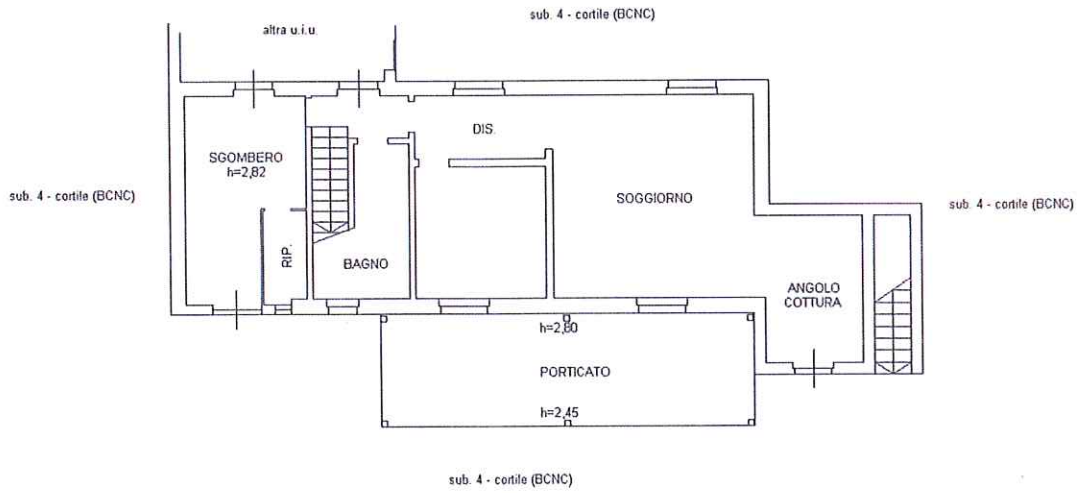 sub. 4 - cortile (BCNC)
altra u.i.u.
DIS.
SGOMBERO
h=2,82
sub. 4 - cortile (BCNC)
SOGGIORNO
sub. 4 - cortile (BCNC)
RIP.
BAGNO
ANGOLO
COTTURA
h=2,80
PORTICATO
h=2,45
sub. 4 - cortile (BCNC)